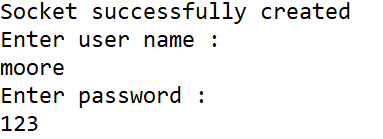 Socket successfully created
Enter user name :
moore
Enter password :
123